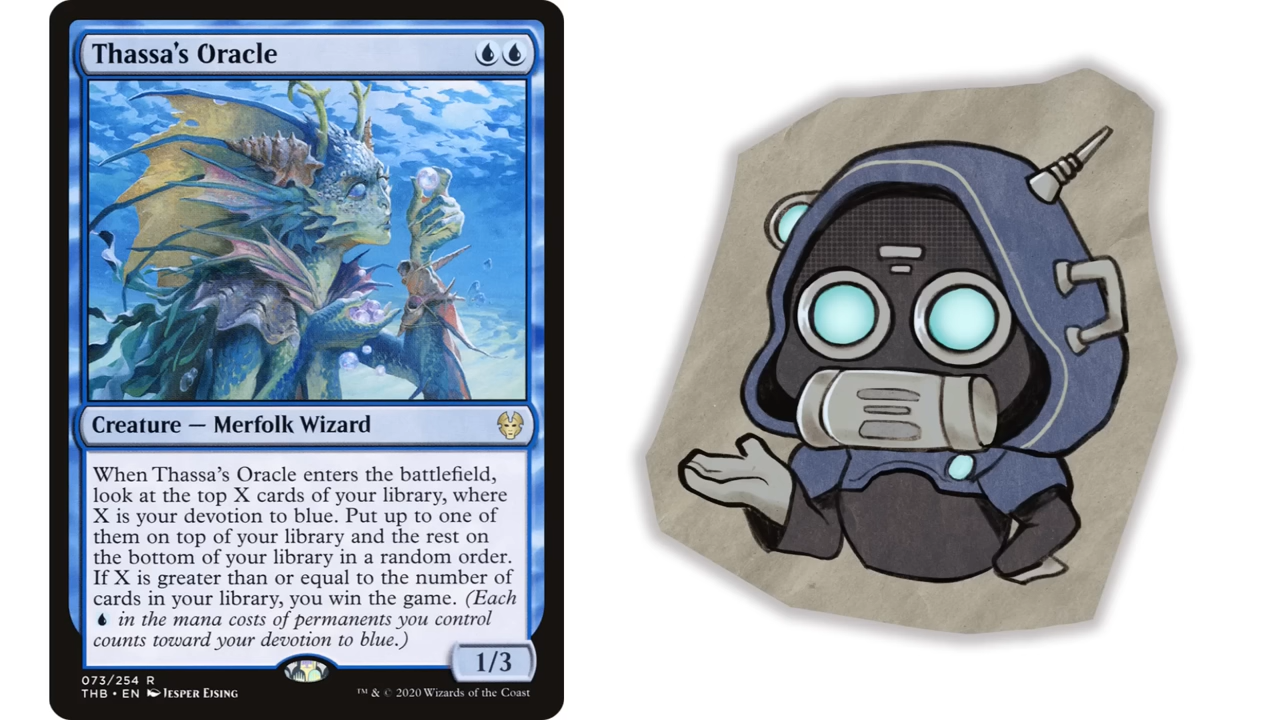 Thassa's Oracle
Creature — Merfolk Wizard
When Thassa's Oracle enters the battlefield,
look at the top X cards of your library, where
X is your devotion to blue. Put up to one of
them on top of your library and the rest on
the bottom of your library in a random order.
If X is greater than or equal to the number of
cards in your library, you win the game. (Each
in the mana costs of permanents you control
counts toward your devotion to blue.)
1/3
073/254 R
THB • EN Jesper Ejsing
™ & © 2020 Wizards of the Coast